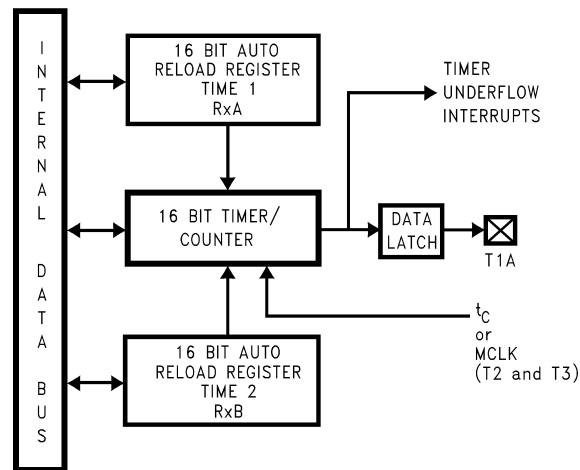 INTERNAL DATA BUS
16 BIT AUTO
RELOAD REGISTER
TIME 1
RxA
TIMER
UNDERFLOW
INTERRUPTS
16 BIT TIMER/
COUNTER
DATA
LATCH
T1A
tC
or
MCLK
(T2 and T3)
16 BIT AUTO
RELOAD REGISTER
TIME 2
RxB